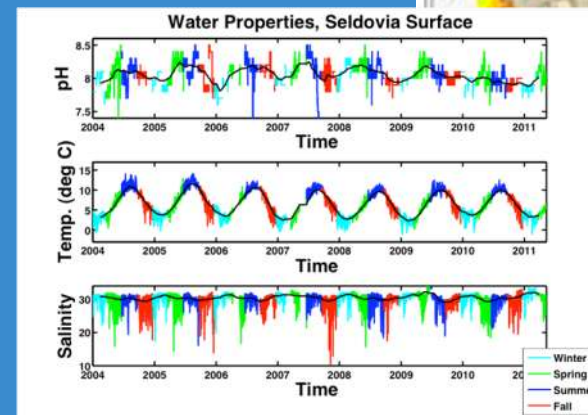 Water Properties, Seldovia Surface
pH
8.5
8
7.5
2004 2005 2006 2007 2008 2009 2010 2011
Time
Temp. (deg C)
15
10
5
0
2004 2005 2006 2007 2008 2009 2010 2011
Time
Salinity
30
20
10
2004 2005 2006 2007 2008 2009 2010
Time
Winter
Spring
Summe
Fall